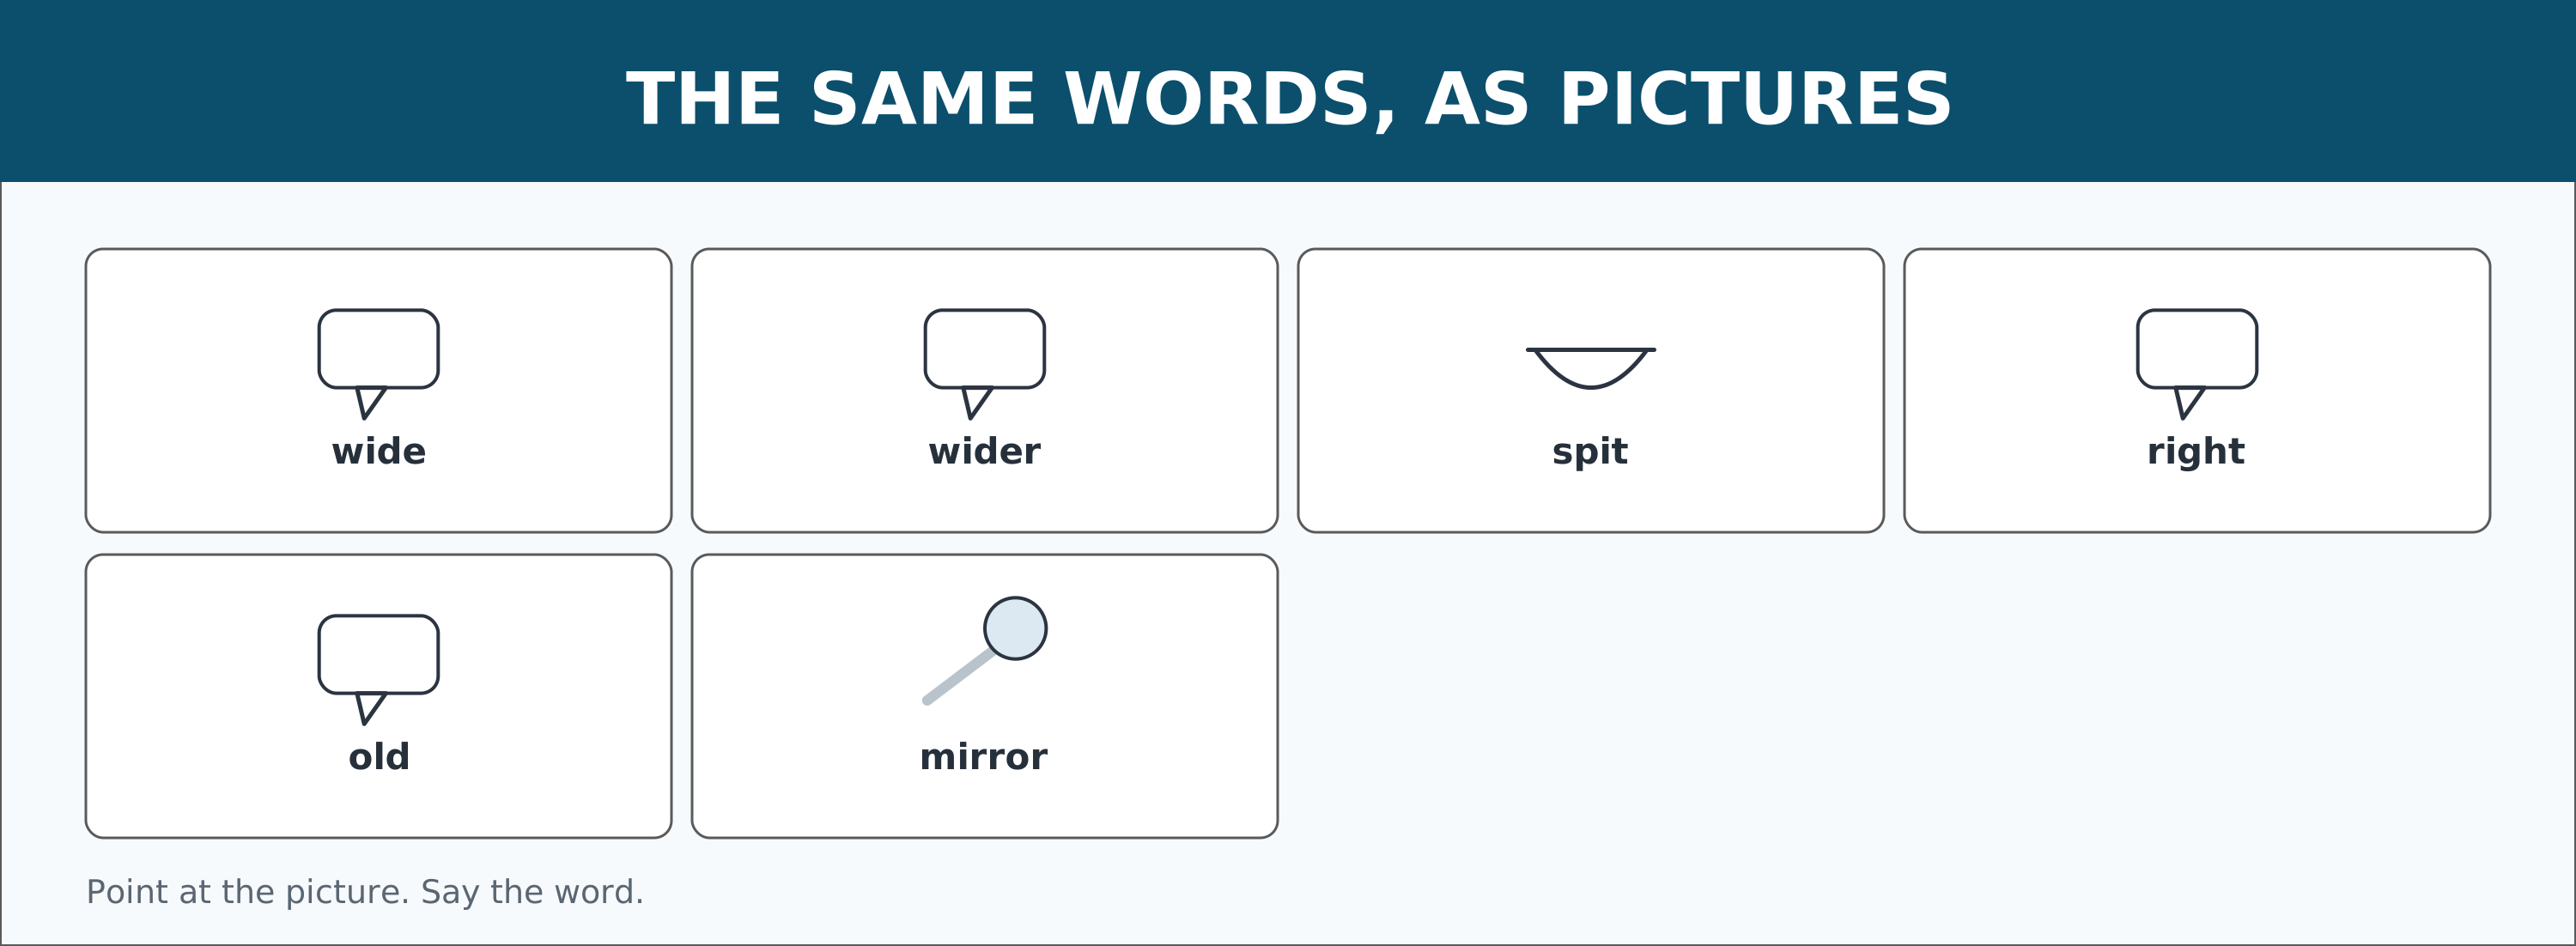 THE SAME WORDS, AS PICTURES
wide
wider
spit
right
old
mirror
Point at the picture. Say the word.